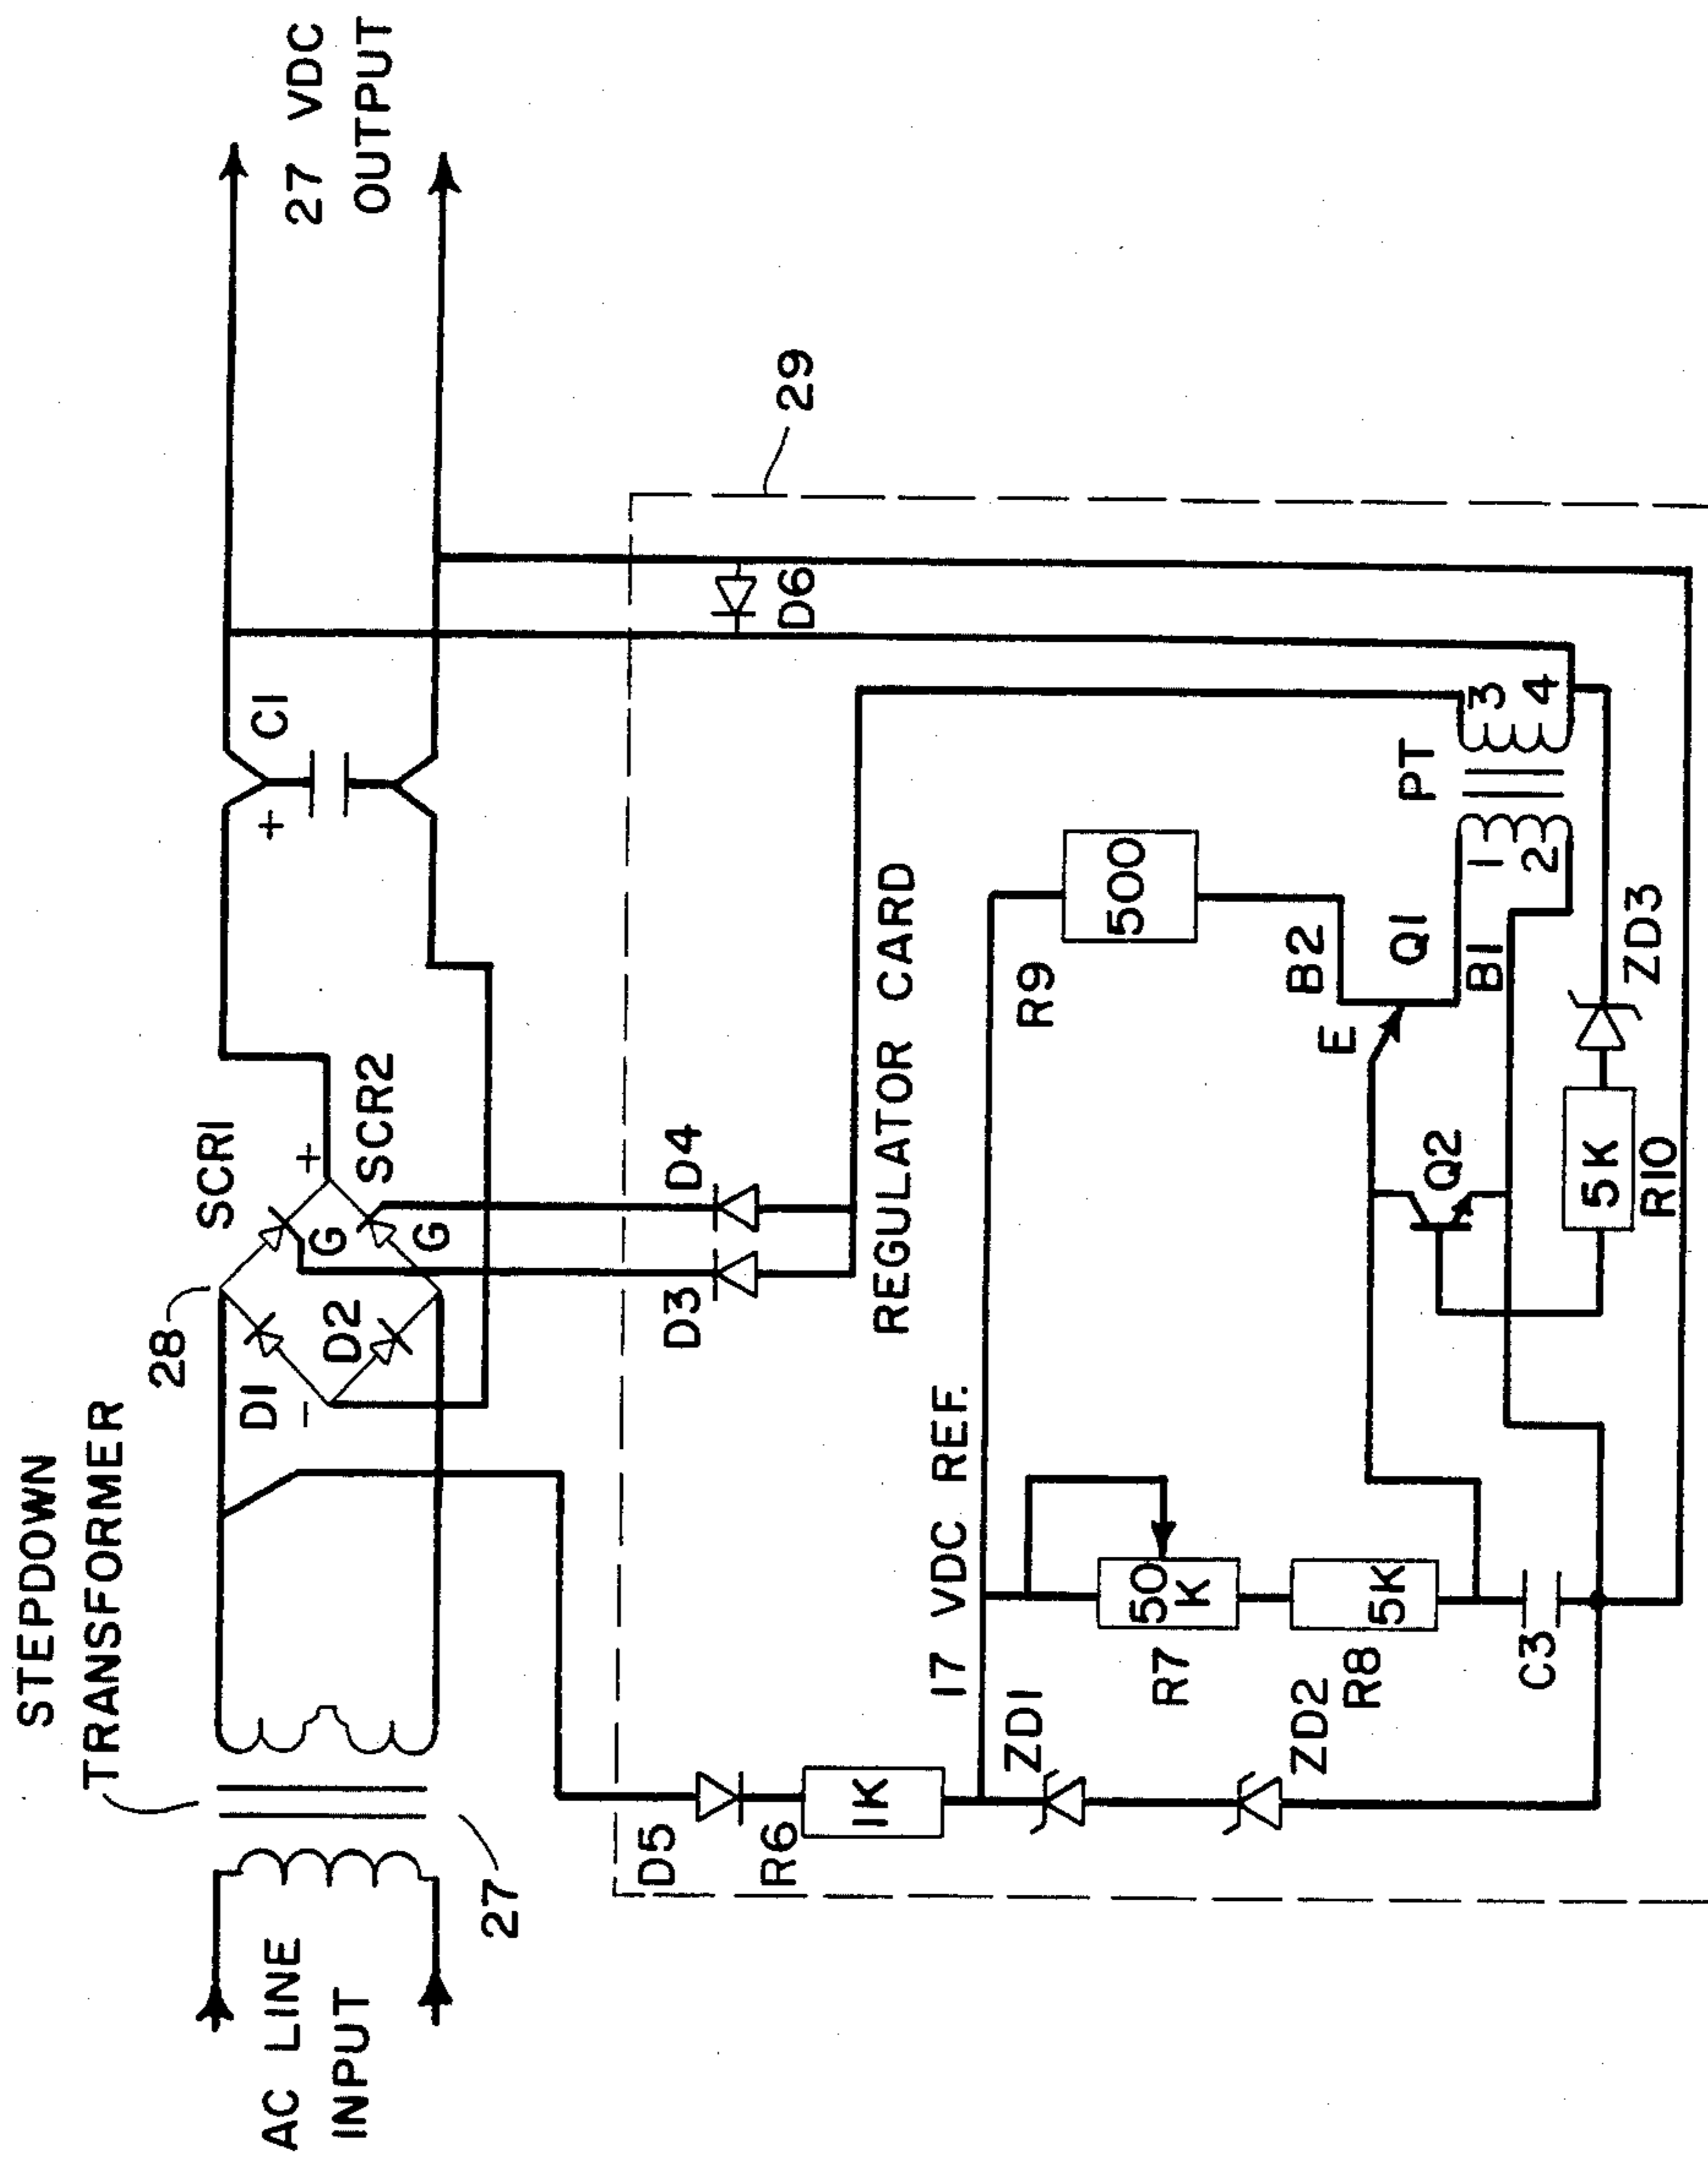 STEPDOWN
TRANSFORMER
AC LINE
INPUT
27
28
D1
D2
−
+
SCR1
SCR2
G
G
+
C1
27 VDC
OUTPUT
D3
D4
D5
D6
29
REGULATOR CARD
R6
1K
17 VDC REF.
ZD1
ZD2
R7
50
K
R8
5K
C3
R9
500
B2
E
Q1
B1
Q2
PT
1
2
3
4
5K
R10
ZD3